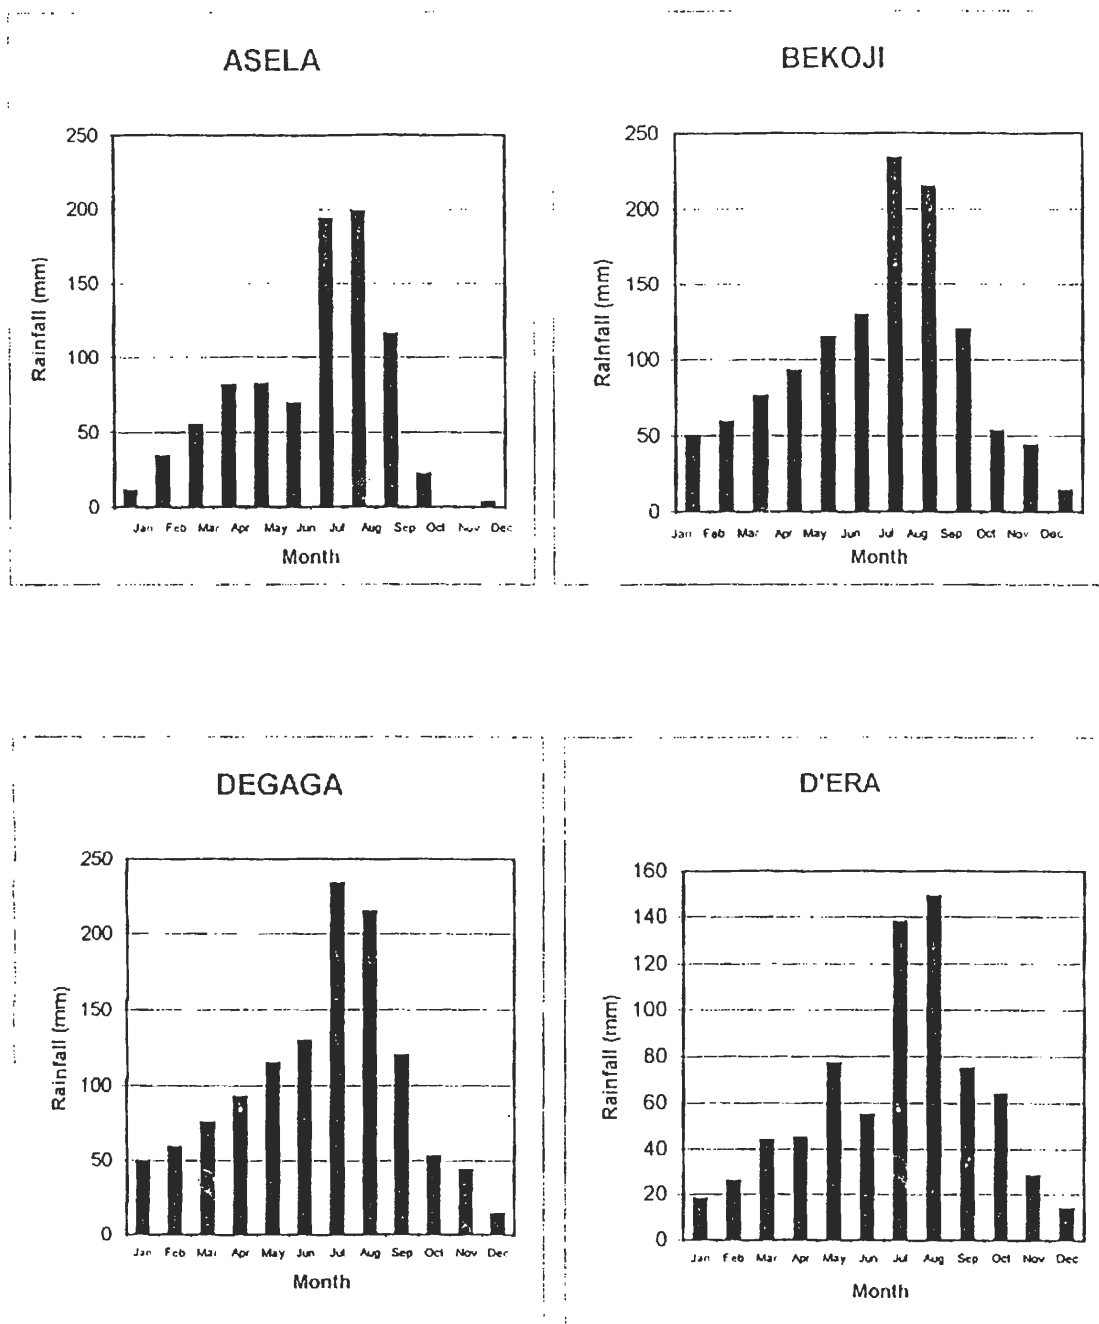 ASELA
250
200
150
100
50
0
Rainfall (mm)
Jan Feb Mar Apr May Jun Jul Aug Sep Oct Nov Dec
Month
BEKOJI
250
200
150
100
50
0
Rainfall (mm)
Jan Feb Mar Apr May Jun Jul Aug Sep Oct Nov Dec
Month
DEGAGA
250
200
150
100
50
0
Rainfall (mm)
Jan Feb Mar Apr May Jun Jul Aug Sep Oct Nov Dec
Month
D'ERA
160
140
120
100
80
60
40
20
0
Rainfall (mm)
Jan Feb Mar Apr May Jun Jul Aug Sep Oct Nov Dec
Month